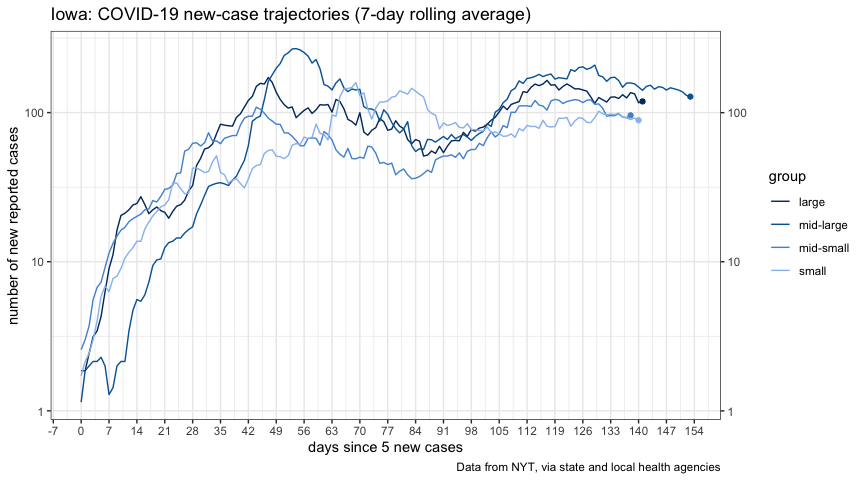 Iowa: COVID-19 new-case trajectories (7-day rolling average)
number of new reported cases
100
10
1
100
10
1
-7 0 7 14 21 28 35 42 49 56 63 70 77 84 91 98 105 112 119 126 133 140 147 154
days since 5 new cases
group
large
mid-large
mid-small
small
Data from NYT, via state and local health agencies